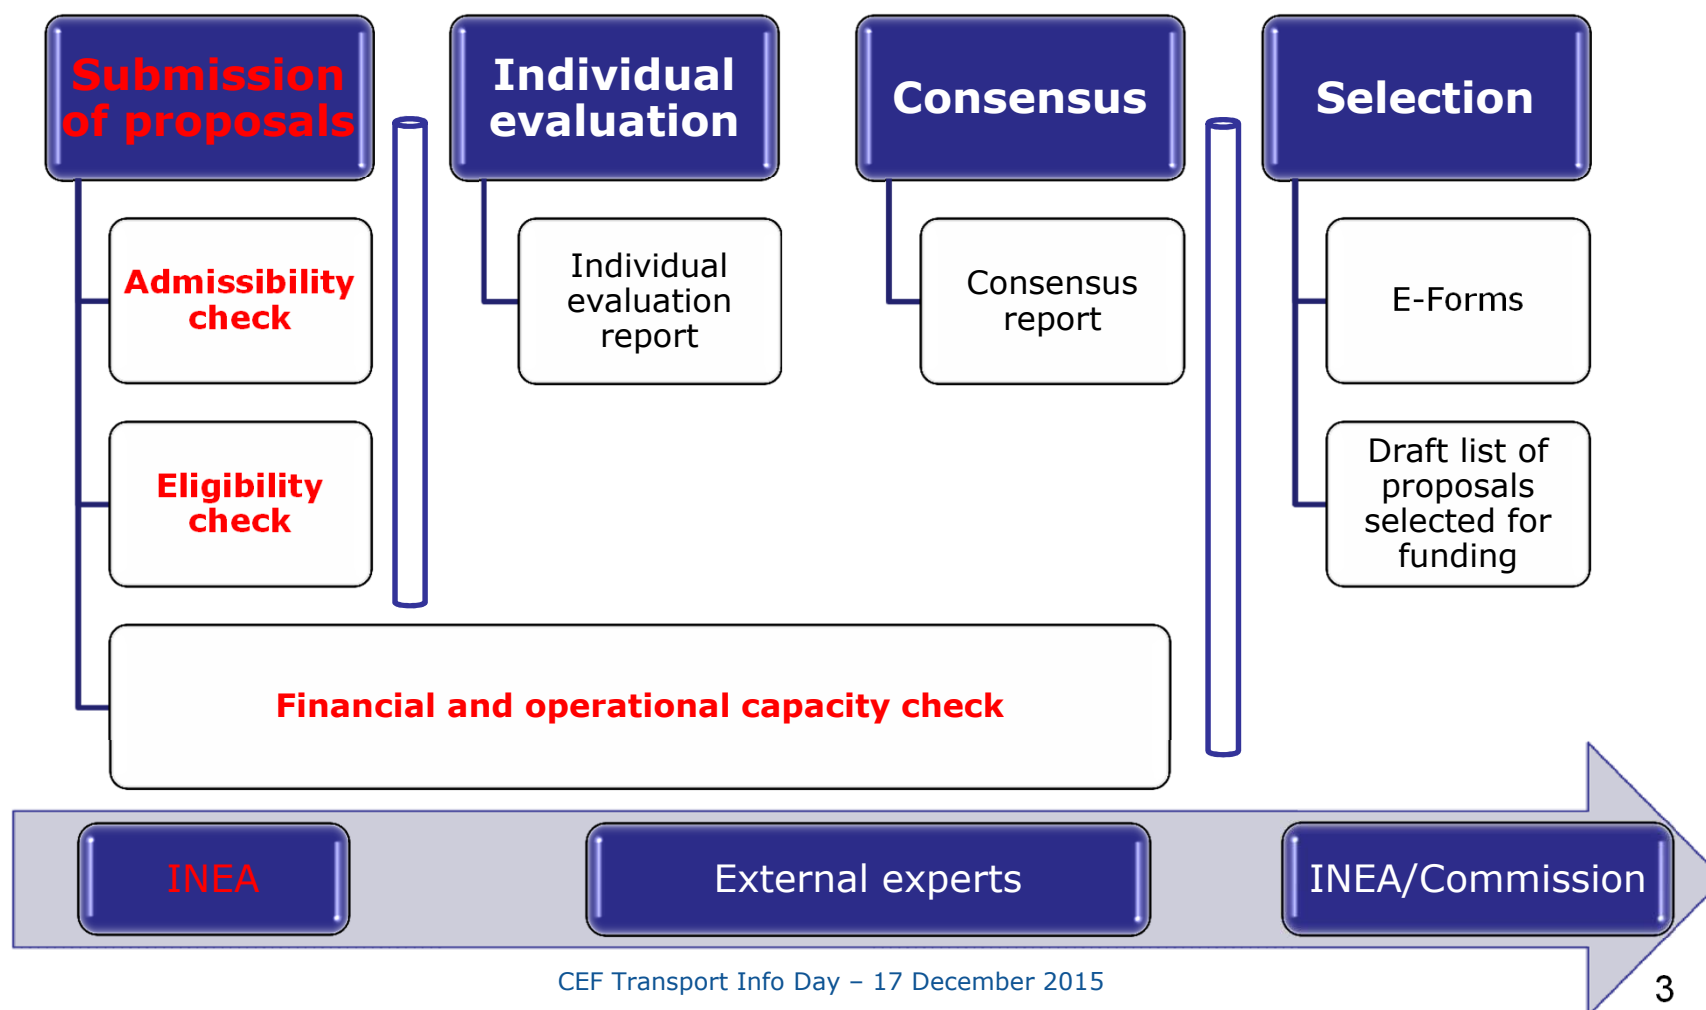 Submission
of proposals
Individual
evaluation
Consensus
Selection
Admissibility
check
Individual
evaluation
report
Consensus
report
E-Forms
Eligibility
check
Draft list of
proposals
selected for
funding
Financial and operational capacity check
INEA
External experts
INEA/Commission
CEF Transport Info Day – 17 December 2015
3